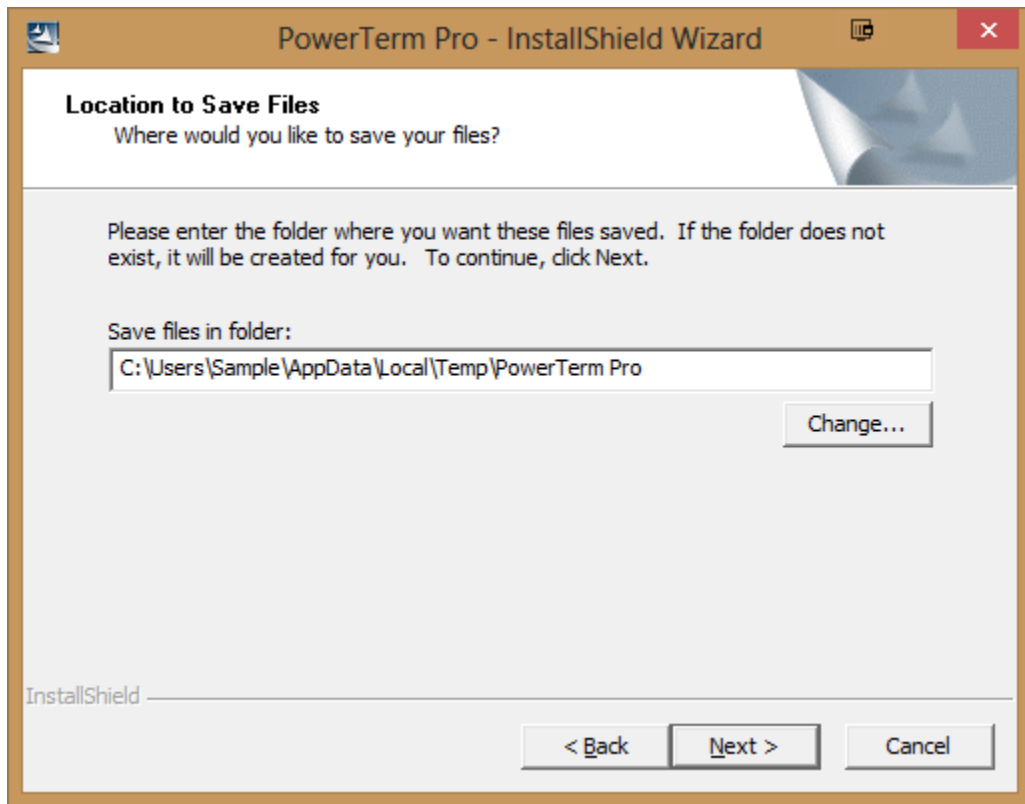 PowerTerm Pro - InstallShield Wizard
Location to Save Files
Where would you like to save your files?
Please enter the folder where you want these files saved.  If the folder does not
exist, it will be created for you.   To continue, click Next.
Save files in folder:
C:\Users\Sample\AppData\Local\Temp\PowerTerm Pro
Change...
InstallShield
< Back
Next >
Cancel